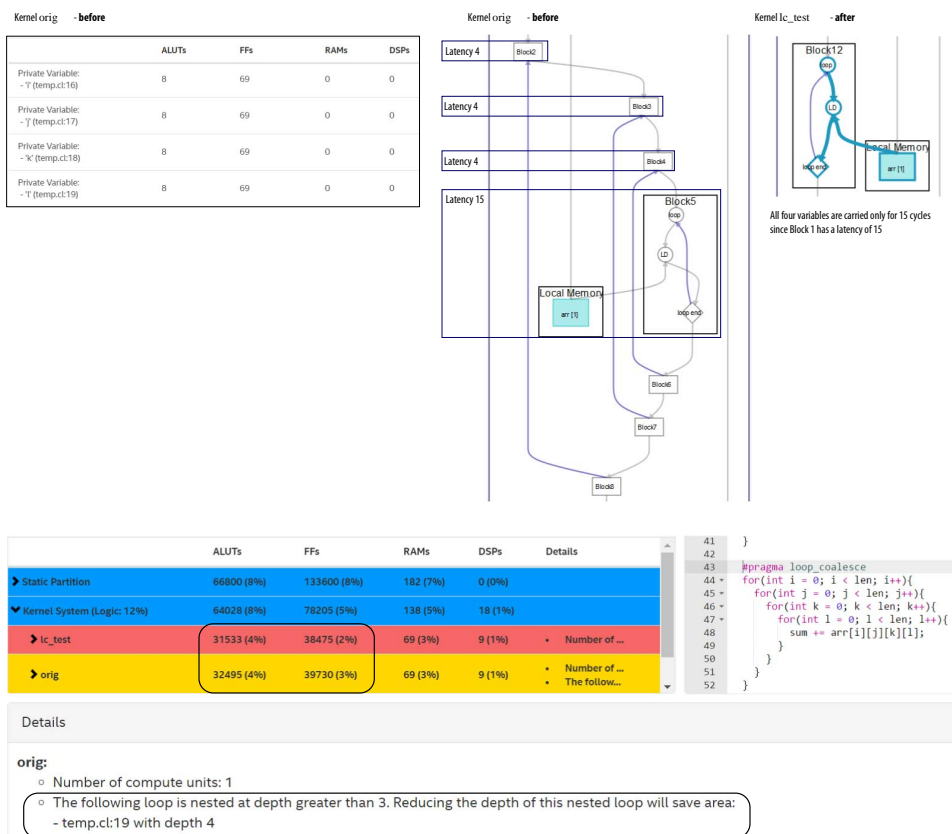 Kernel orig - before
ALUTs FFs RAMs DSPs
Private Variable:
- 'i' (temp.cl:16) 8 69 0 0
Private Variable:
- 'j' (temp.cl:17) 8 69 0 0
Private Variable:
- 'k' (temp.cl:18) 8 69 0 0
Private Variable:
- 'l' (temp.cl:19) 8 69 0 0
Kernel orig - before
Latency 4
Block2
Latency 4
Block3
Latency 4
Block4
Latency 15
Block5
loop
LD
Local Memory
arr [1]
loop end
Block6
Block7
Block8
Kernel lc_test - after
Block12
loop
LD
Local Memory
loop end
arr [1]
All four variables are carried only for 15 cycles
since Block 1 has a latency of 15
ALUTs FFs RAMs DSPs Details
Static Partition 66800 (8%) 133600 (8%) 182 (7%) 0 (0%)
Kernel System (Logic: 12%) 64028 (8%) 78205 (5%) 138 (5%) 18 (1%)
lc_test 31533 (4%) 38475 (2%) 69 (3%) 9 (1%) • Number of ...
orig 32495 (4%) 39730 (3%) 69 (3%) 9 (1%) • Number of ...
• The follow...
41 }
42
43 #pragma loop_coalesce
44 for(int i = 0; i < len; i++){
45 for(int j = 0; j < len; j++){
46 for(int k = 0; k < len; k++){
47 for(int l = 0; l < len; l++){
48 sum += arr[i][j][k][l];
49 }
50 }
51 }
52 }
Details
orig:
◦ Number of compute units: 1
◦ The following loop is nested at depth greater than 3. Reducing the depth of this nested loop will save area:
- temp.cl:19 with depth 4